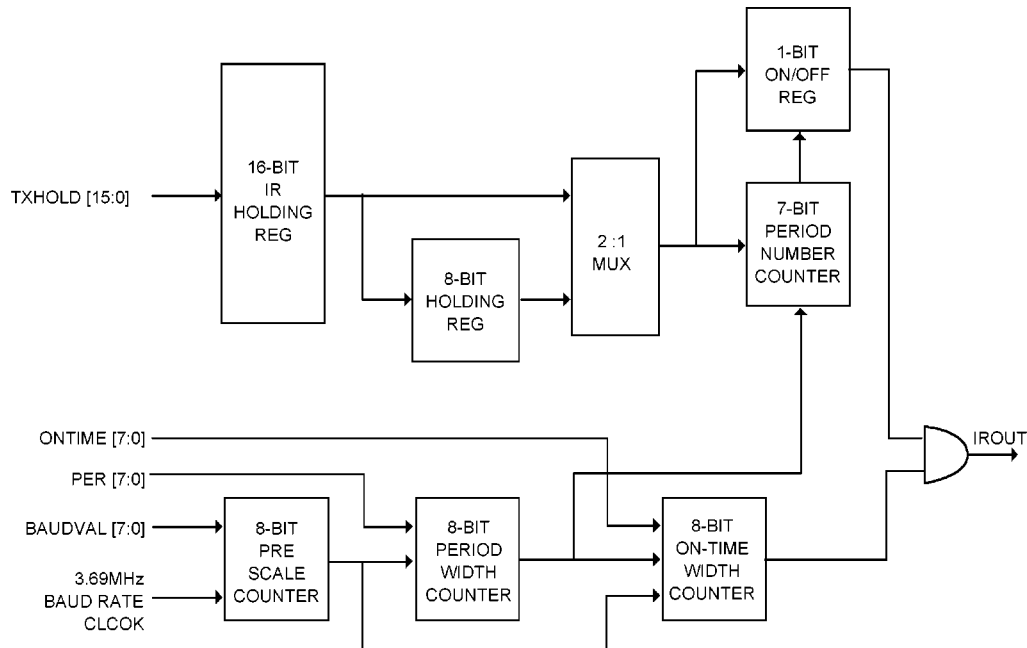 1-BIT
ON/OFF
REG
TXHOLD [15:0]
16-BIT
IR
HOLDING
REG
8-BIT
HOLDING
REG
2 :1
MUX
7-BIT
PERIOD
NUMBER
COUNTER
ONTIME [7:0]
PER [7:0]
BAUDVAL [7:0]
3.69MHz
BAUD RATE
CLCOK
8-BIT
PRE
SCALE
COUNTER
8-BIT
PERIOD
WIDTH
COUNTER
8-BIT
ON-TIME
WIDTH
COUNTER
IROUT